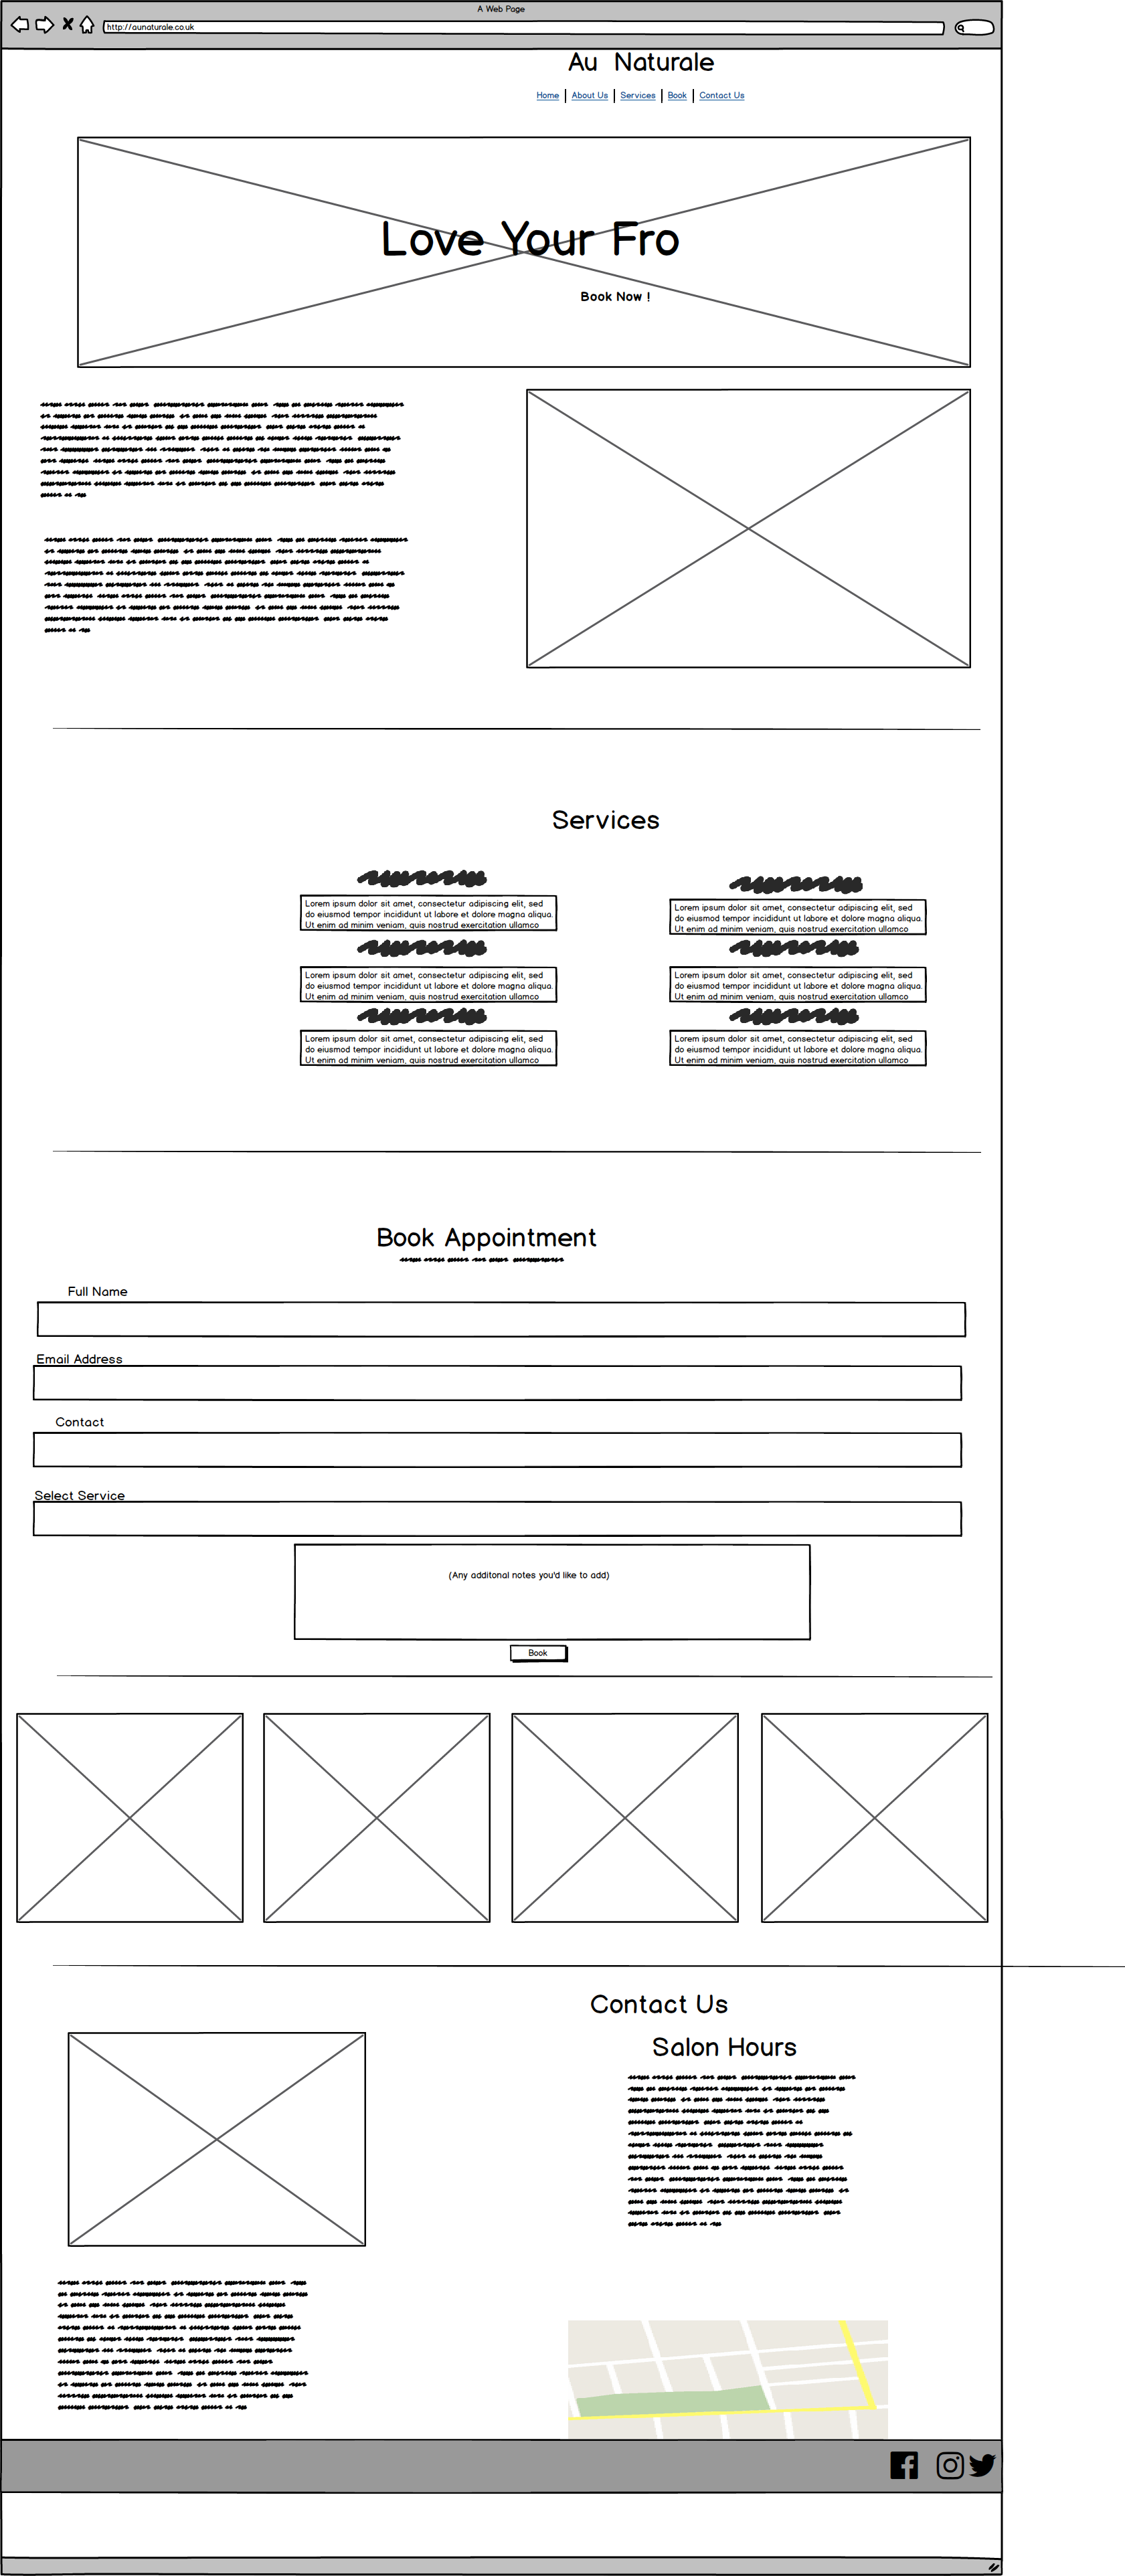 A Web Page
http://aunaturale.co.uk
Au Naturale
Home | About Us | Services | Book | Contact Us
Love Your Fro
Book Now !
Services
Lorem ipsum dolor sit amet, consectetur adipiscing elit, sed
do eiusmod tempor incididunt ut labore et dolore magna aliqua.
Ut enim ad minim veniam, quis nostrud exercitation ullamco
Lorem ipsum dolor sit amet, consectetur adipiscing elit, sed
do eiusmod tempor incididunt ut labore et dolore magna aliqua.
Ut enim ad minim veniam, quis nostrud exercitation ullamco
Lorem ipsum dolor sit amet, consectetur adipiscing elit, sed
do eiusmod tempor incididunt ut labore et dolore magna aliqua.
Ut enim ad minim veniam, quis nostrud exercitation ullamco
Lorem ipsum dolor sit amet, consectetur adipiscing elit, sed
do eiusmod tempor incididunt ut labore et dolore magna aliqua.
Ut enim ad minim veniam, quis nostrud exercitation ullamco
Lorem ipsum dolor sit amet, consectetur adipiscing elit, sed
do eiusmod tempor incididunt ut labore et dolore magna aliqua.
Ut enim ad minim veniam, quis nostrud exercitation ullamco
Lorem ipsum dolor sit amet, consectetur adipiscing elit, sed
do eiusmod tempor incididunt ut labore et dolore magna aliqua.
Ut enim ad minim veniam, quis nostrud exercitation ullamco
Book Appointment
Full Name
Email Address
Contact
Select Service
(Any additonal notes you'd like to add)
Book
Contact Us
Salon Hours